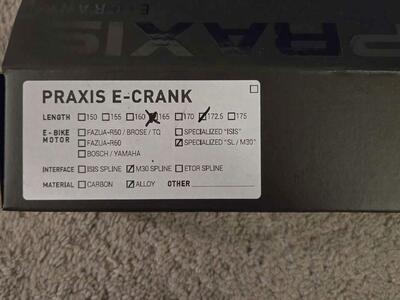 PRAXIS
E-CRANK
PRAXIS E-CRANK
LENGTH 150 155 160 165 170 172.5 175
E-BIKE MOTOR
FAZUA-R50 / BROSE / TQ SPECIALIZED "ISIS"
FAZUA-R60 SPECIALIZED "SL / M30"
BOSCH / YAMAHA
INTERFACE ISIS SPLINE M30 SPLINE ETOR SPLINE
MATERIAL CARBON ALLOY OTHER